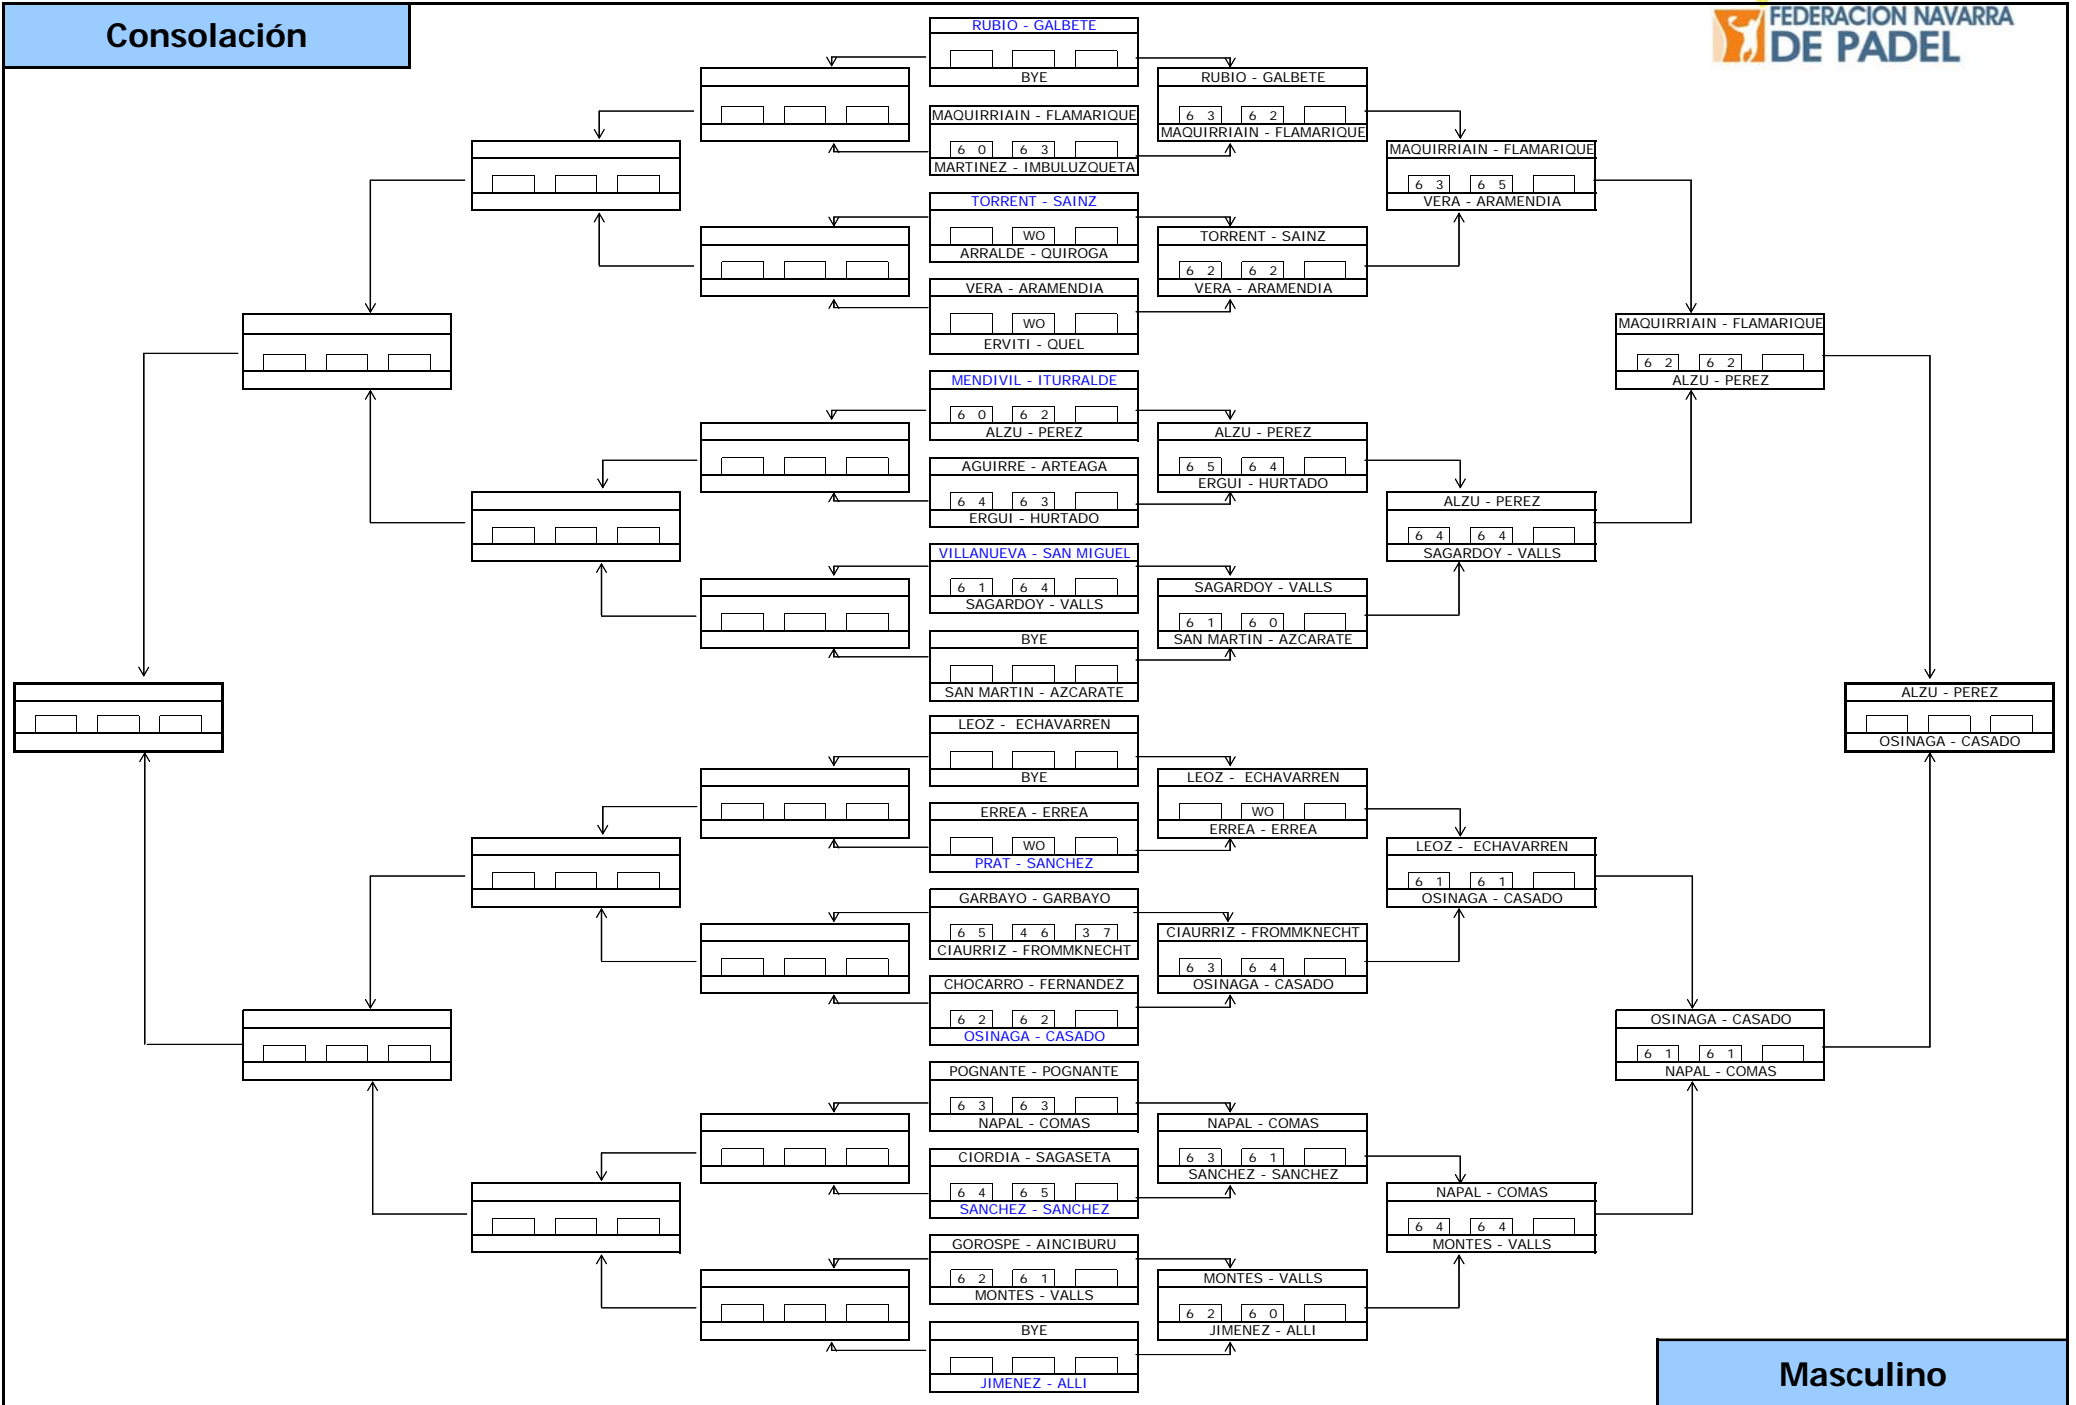 Consolación
FEDERACION NAVARRA
DE PADEL
RUBIO - GALBETE
BYE
MAQUIRRIAIN - FLAMARIQUE
6 0 6 3
MARTINEZ - IMBULUZQUETA
TORRENT - SAINZ
WO
ARRALDE - QUIROGA
VERA - ARAMENDIA
WO
ERVITI - QUEL
MENDIVIL - ITURRALDE
6 0 6 2
ALZU - PEREZ
AGUIRRE - ARTEAGA
6 4 6 3
ERGUI - HURTADO
VILLANUEVA - SAN MIGUEL
6 1 6 4
SAGARDOY - VALLS
BYE
SAN MARTIN - AZCARATE
LEOZ - ECHAVARREN
BYE
ERREA - ERREA
WO
PRAT - SANCHEZ
GARBAYO - GARBAYO
6 5 4 6 3 7
CIAURRIZ - FROMMKNECHT
CHOCARRO - FERNANDEZ
6 2 6 2
OSINAGA - CASADO
POGNANTE - POGNANTE
6 3 6 3
NAPAL - COMAS
CIORDIA - SAGASETA
6 4 6 5
SANCHEZ - SANCHEZ
GOROSPE - AINCIBURU
6 2 6 1
MONTES - VALLS
BYE
JIMENEZ - ALLI
RUBIO - GALBETE
6 3 6 2
MAQUIRRIAIN - FLAMARIQUE
TORRENT - SAINZ
6 2 6 2
VERA - ARAMENDIA
ALZU - PEREZ
6 5 6 4
ERGUI - HURTADO
SAGARDOY - VALLS
6 1 6 0
SAN MARTIN - AZCARATE
LEOZ - ECHAVARREN
WO
ERREA - ERREA
CIAURRIZ - FROMMKNECHT
6 3 6 4
OSINAGA - CASADO
NAPAL - COMAS
6 3 6 1
SANCHEZ - SANCHEZ
MONTES - VALLS
6 2 6 0
JIMENEZ - ALLI
MAQUIRRIAIN - FLAMARIQUE
6 3 6 5
VERA - ARAMENDIA
ALZU - PEREZ
6 4 6 4
SAGARDOY - VALLS
LEOZ - ECHAVARREN
6 1 6 1
OSINAGA - CASADO
NAPAL - COMAS
6 4 6 4
MONTES - VALLS
MAQUIRRIAIN - FLAMARIQUE
6 2 6 2
ALZU - PEREZ
OSINAGA - CASADO
6 1 6 1
NAPAL - COMAS
ALZU - PEREZ
OSINAGA - CASADO
Masculino